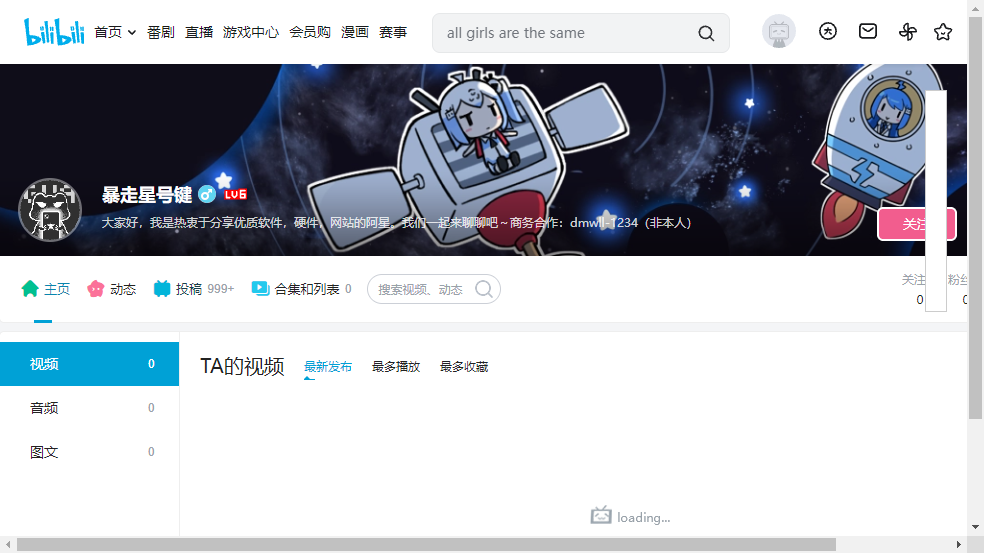 bilibili 首页 番剧 直播 游戏中心 会员购 漫画 赛事 all girls are the same
暴走星号键 LV6
大家好，我是热衷于分享优质软件，硬件，网站的阿星。我们一起来聊聊吧～商务合作：dmwll-1234（非本人）
关注
主页 动态 投稿 999+ 合集和列表 0 搜索视频、动态 关注 粉丝
0 0
视频 0
TA的视频 最新发布 最多播放 最多收藏
音频 0
图文 0
loading...